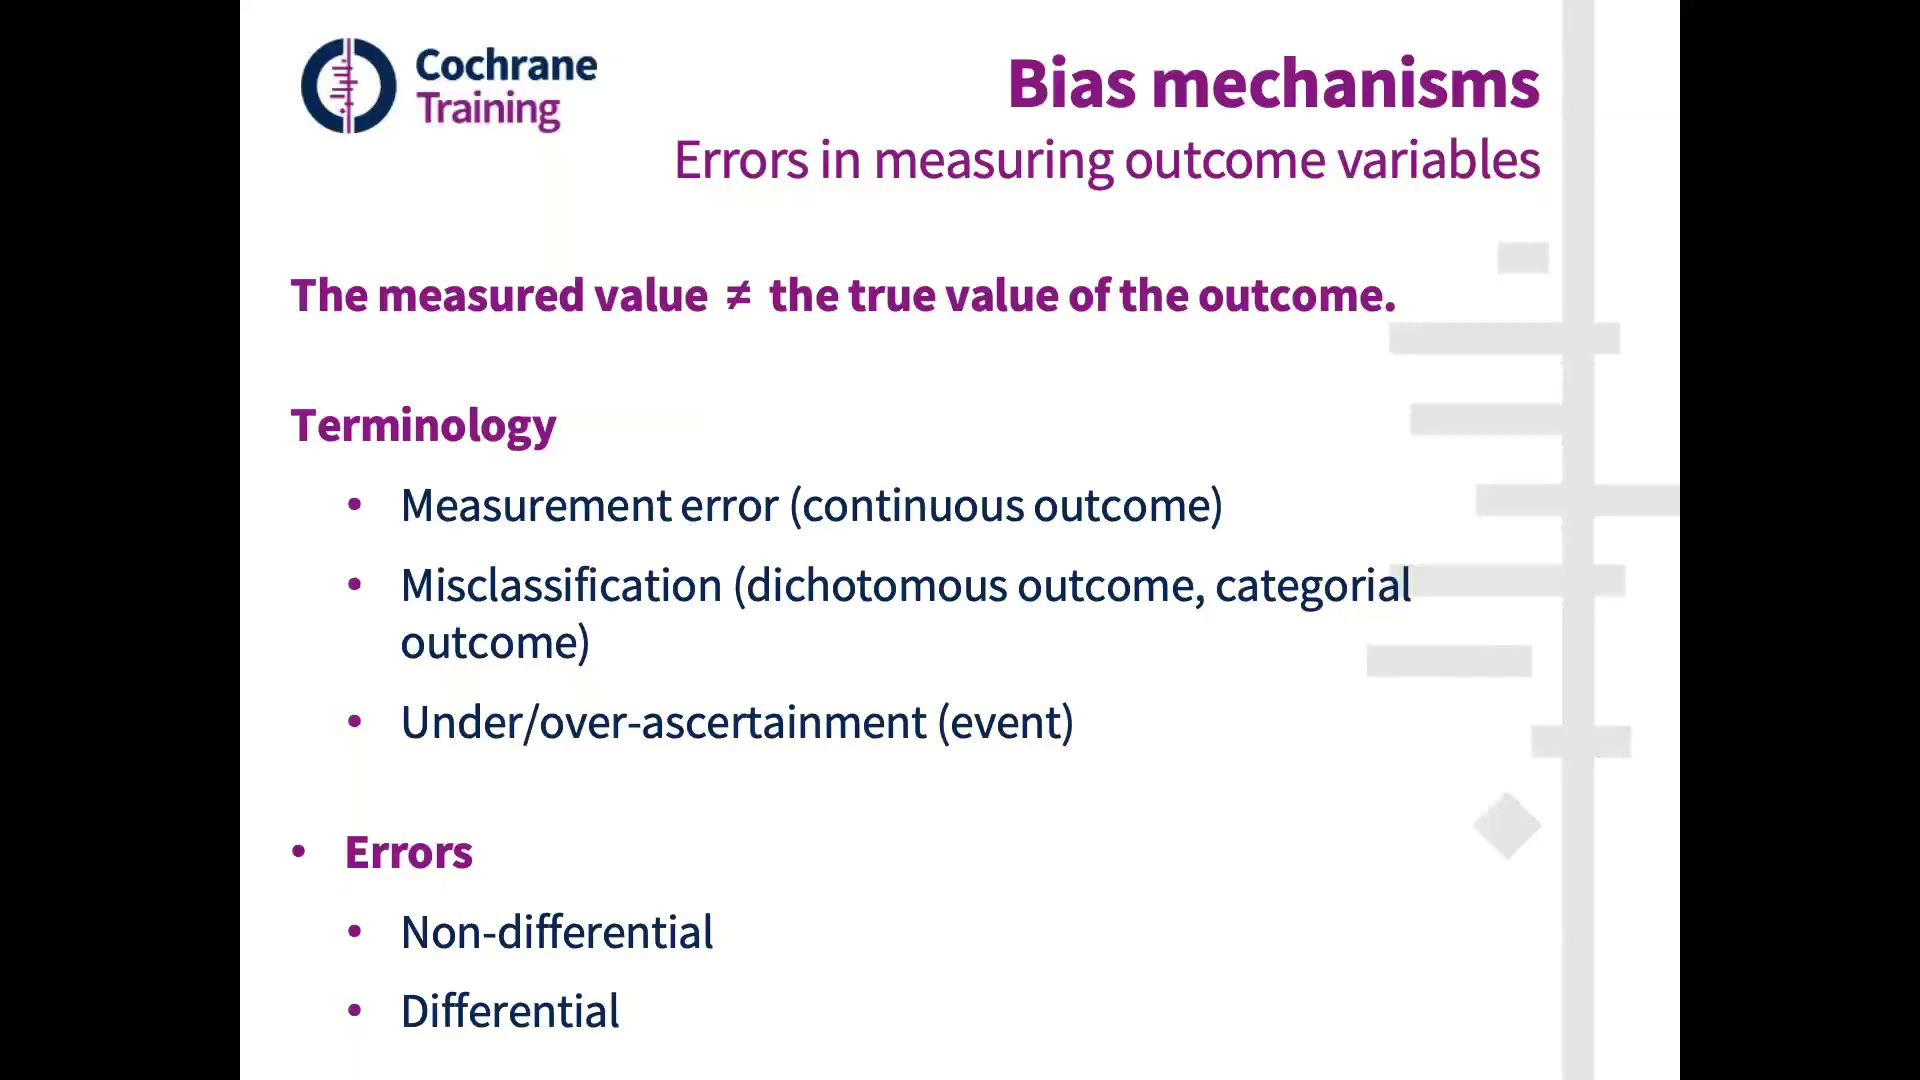 Cochrane
Training
Bias mechanisms
Errors in measuring outcome variables
The measured value ≠ the true value of the outcome.
Terminology
• Measurement error (continuous outcome)
• Misclassification (dichotomous outcome, categorial
outcome)
• Under/over-ascertainment (event)
• Errors
• Non-differential
• Differential